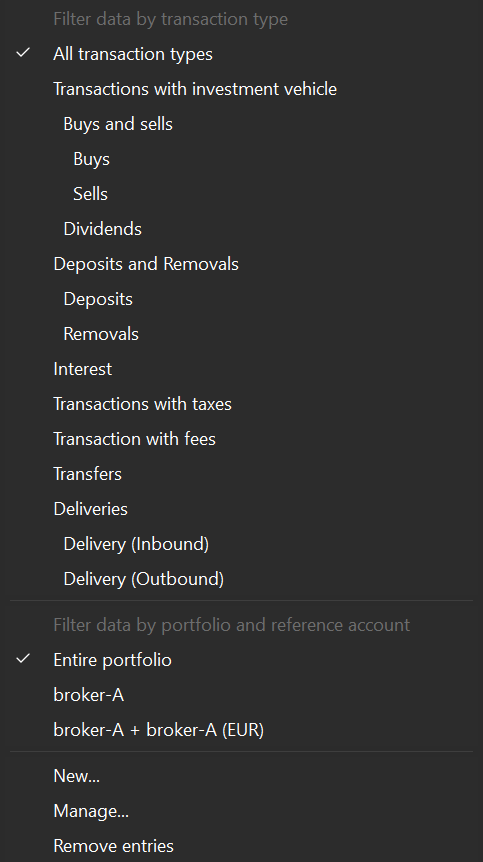 Filter data by transaction type
All transaction types
Transactions with investment vehicle
Buys and sells
Buys
Sells
Dividends
Deposits and Removals
Deposits
Removals
Interest
Transactions with taxes
Transaction with fees
Transfers
Deliveries
Delivery (Inbound)
Delivery (Outbound)
Filter data by portfolio and reference account
Entire portfolio
broker-A
broker-A + broker-A (EUR)
New...
Manage...
Remove entries